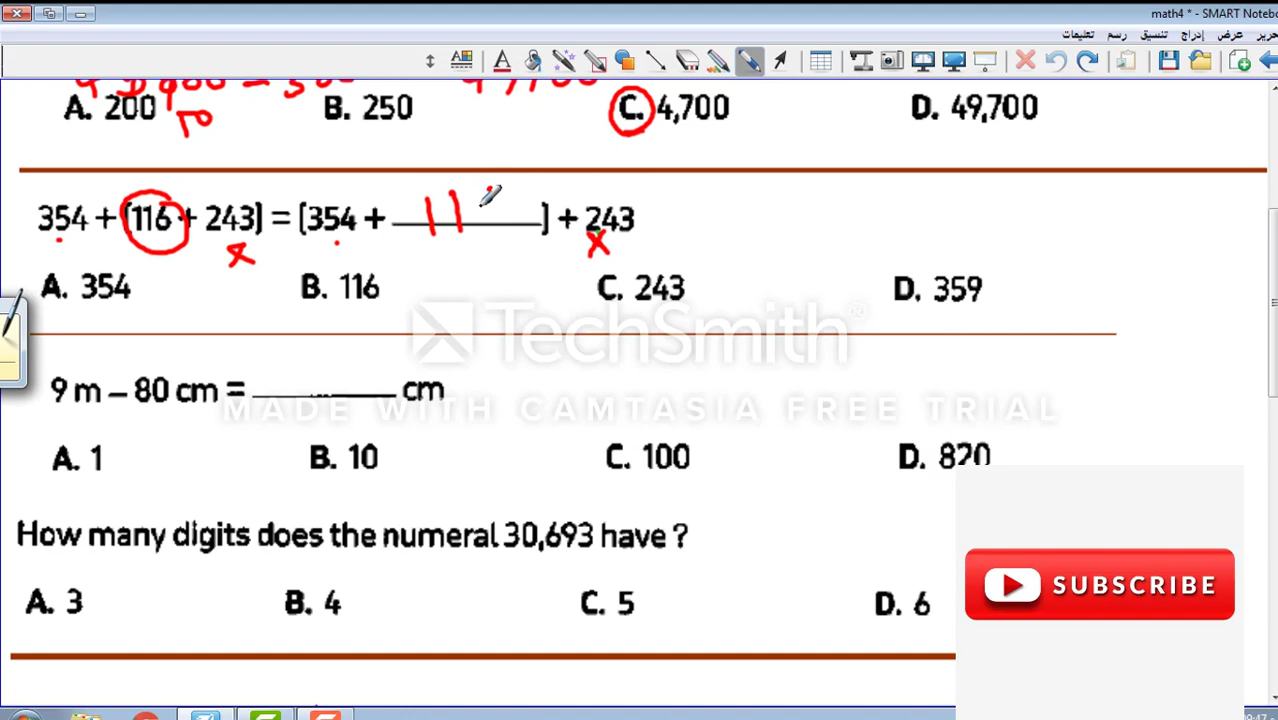 math4 * - SMART Notebo
تحرير عرض إدراج تنسيق رسم تعليمات
A. 200 B. 250 C. 4,700 D. 49,700
354 + (116 + 243) = (354 + 11 ) + 243
A. 354 B. 116 C. 243 D. 359
TechSmith
9 m – 80 cm = cm
MADE WITH CAMTASIA FREE TRIAL
A. 1 B. 10 C. 100 D. 820
How many digits does the numeral 30,693 have ?
SUBSCRIBE
A. 3 B. 4 C. 5 D. 6